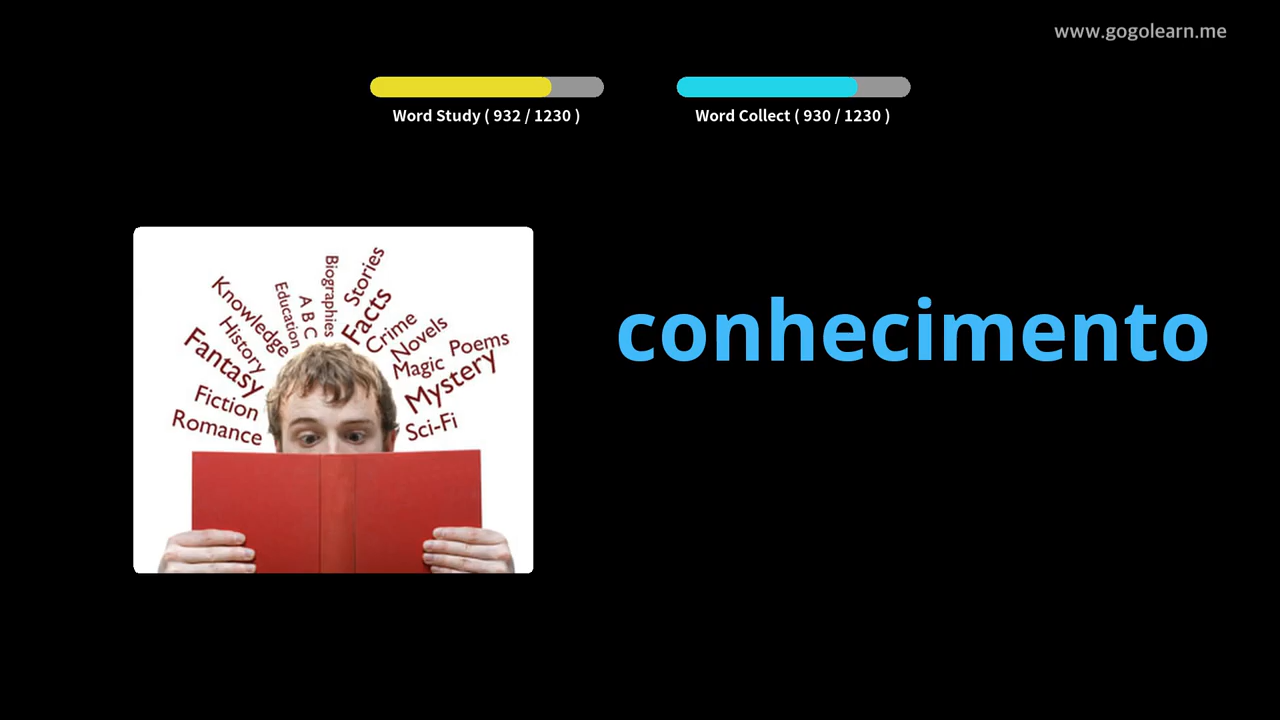 www.gogolearn.me
Word Study ( 932 / 1230 )
Word Collect ( 930 / 1230 )
Biographies
Stories
Knowledge
Education
A B C
Facts
History
Crime
Novels
Fantasy
Magic
Poems
Mystery
Fiction
Romance
Sci-Fi
conhecimento